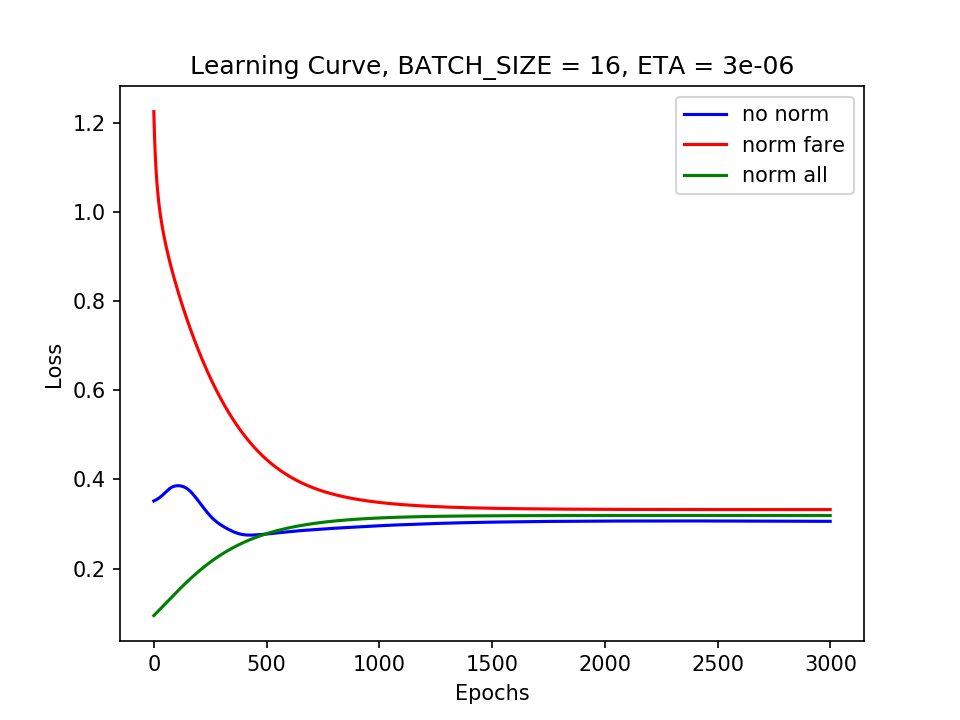 Learning Curve, BATCH_SIZE = 16, ETA = 3e-06
no norm
norm fare
norm all
1.2
1.0
0.8
0.6
0.4
0.2
Loss
0 500 1000 1500 2000 2500 3000
Epochs